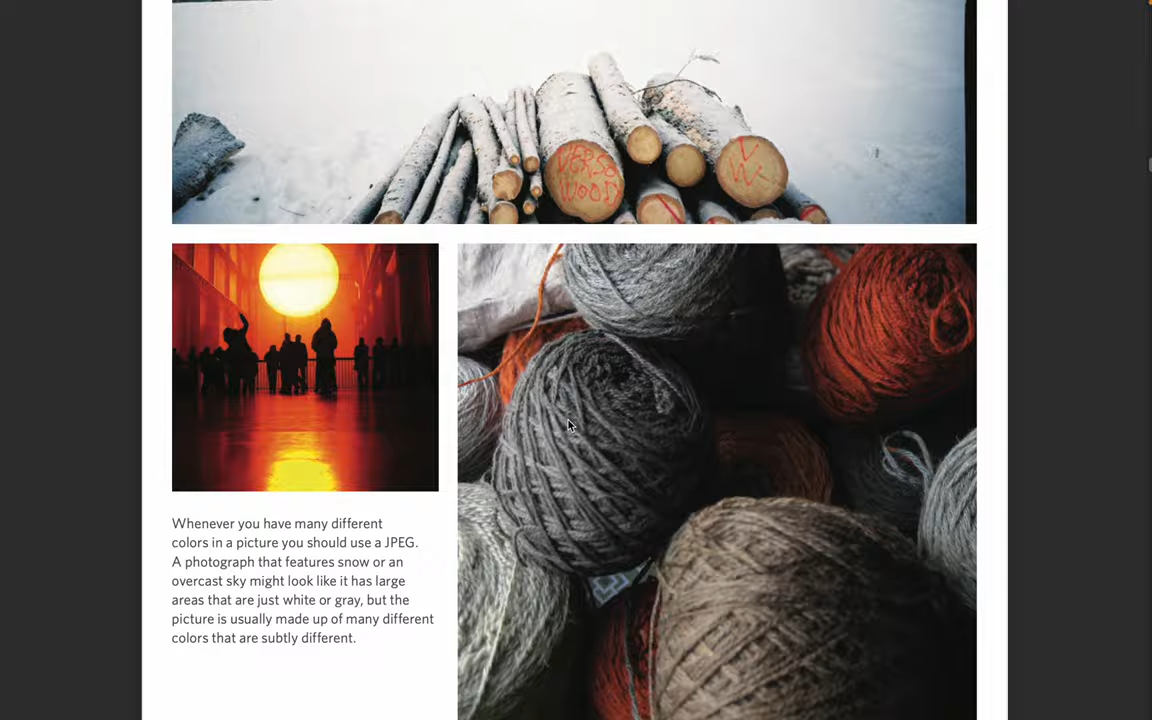 VERSO
WOOD
V
W
Whenever you have many different
colors in a picture you should use a JPEG.
A photograph that features snow or an
overcast sky might look like it has large
areas that are just white or gray, but the
picture is usually made up of many different
colors that are subtly different.